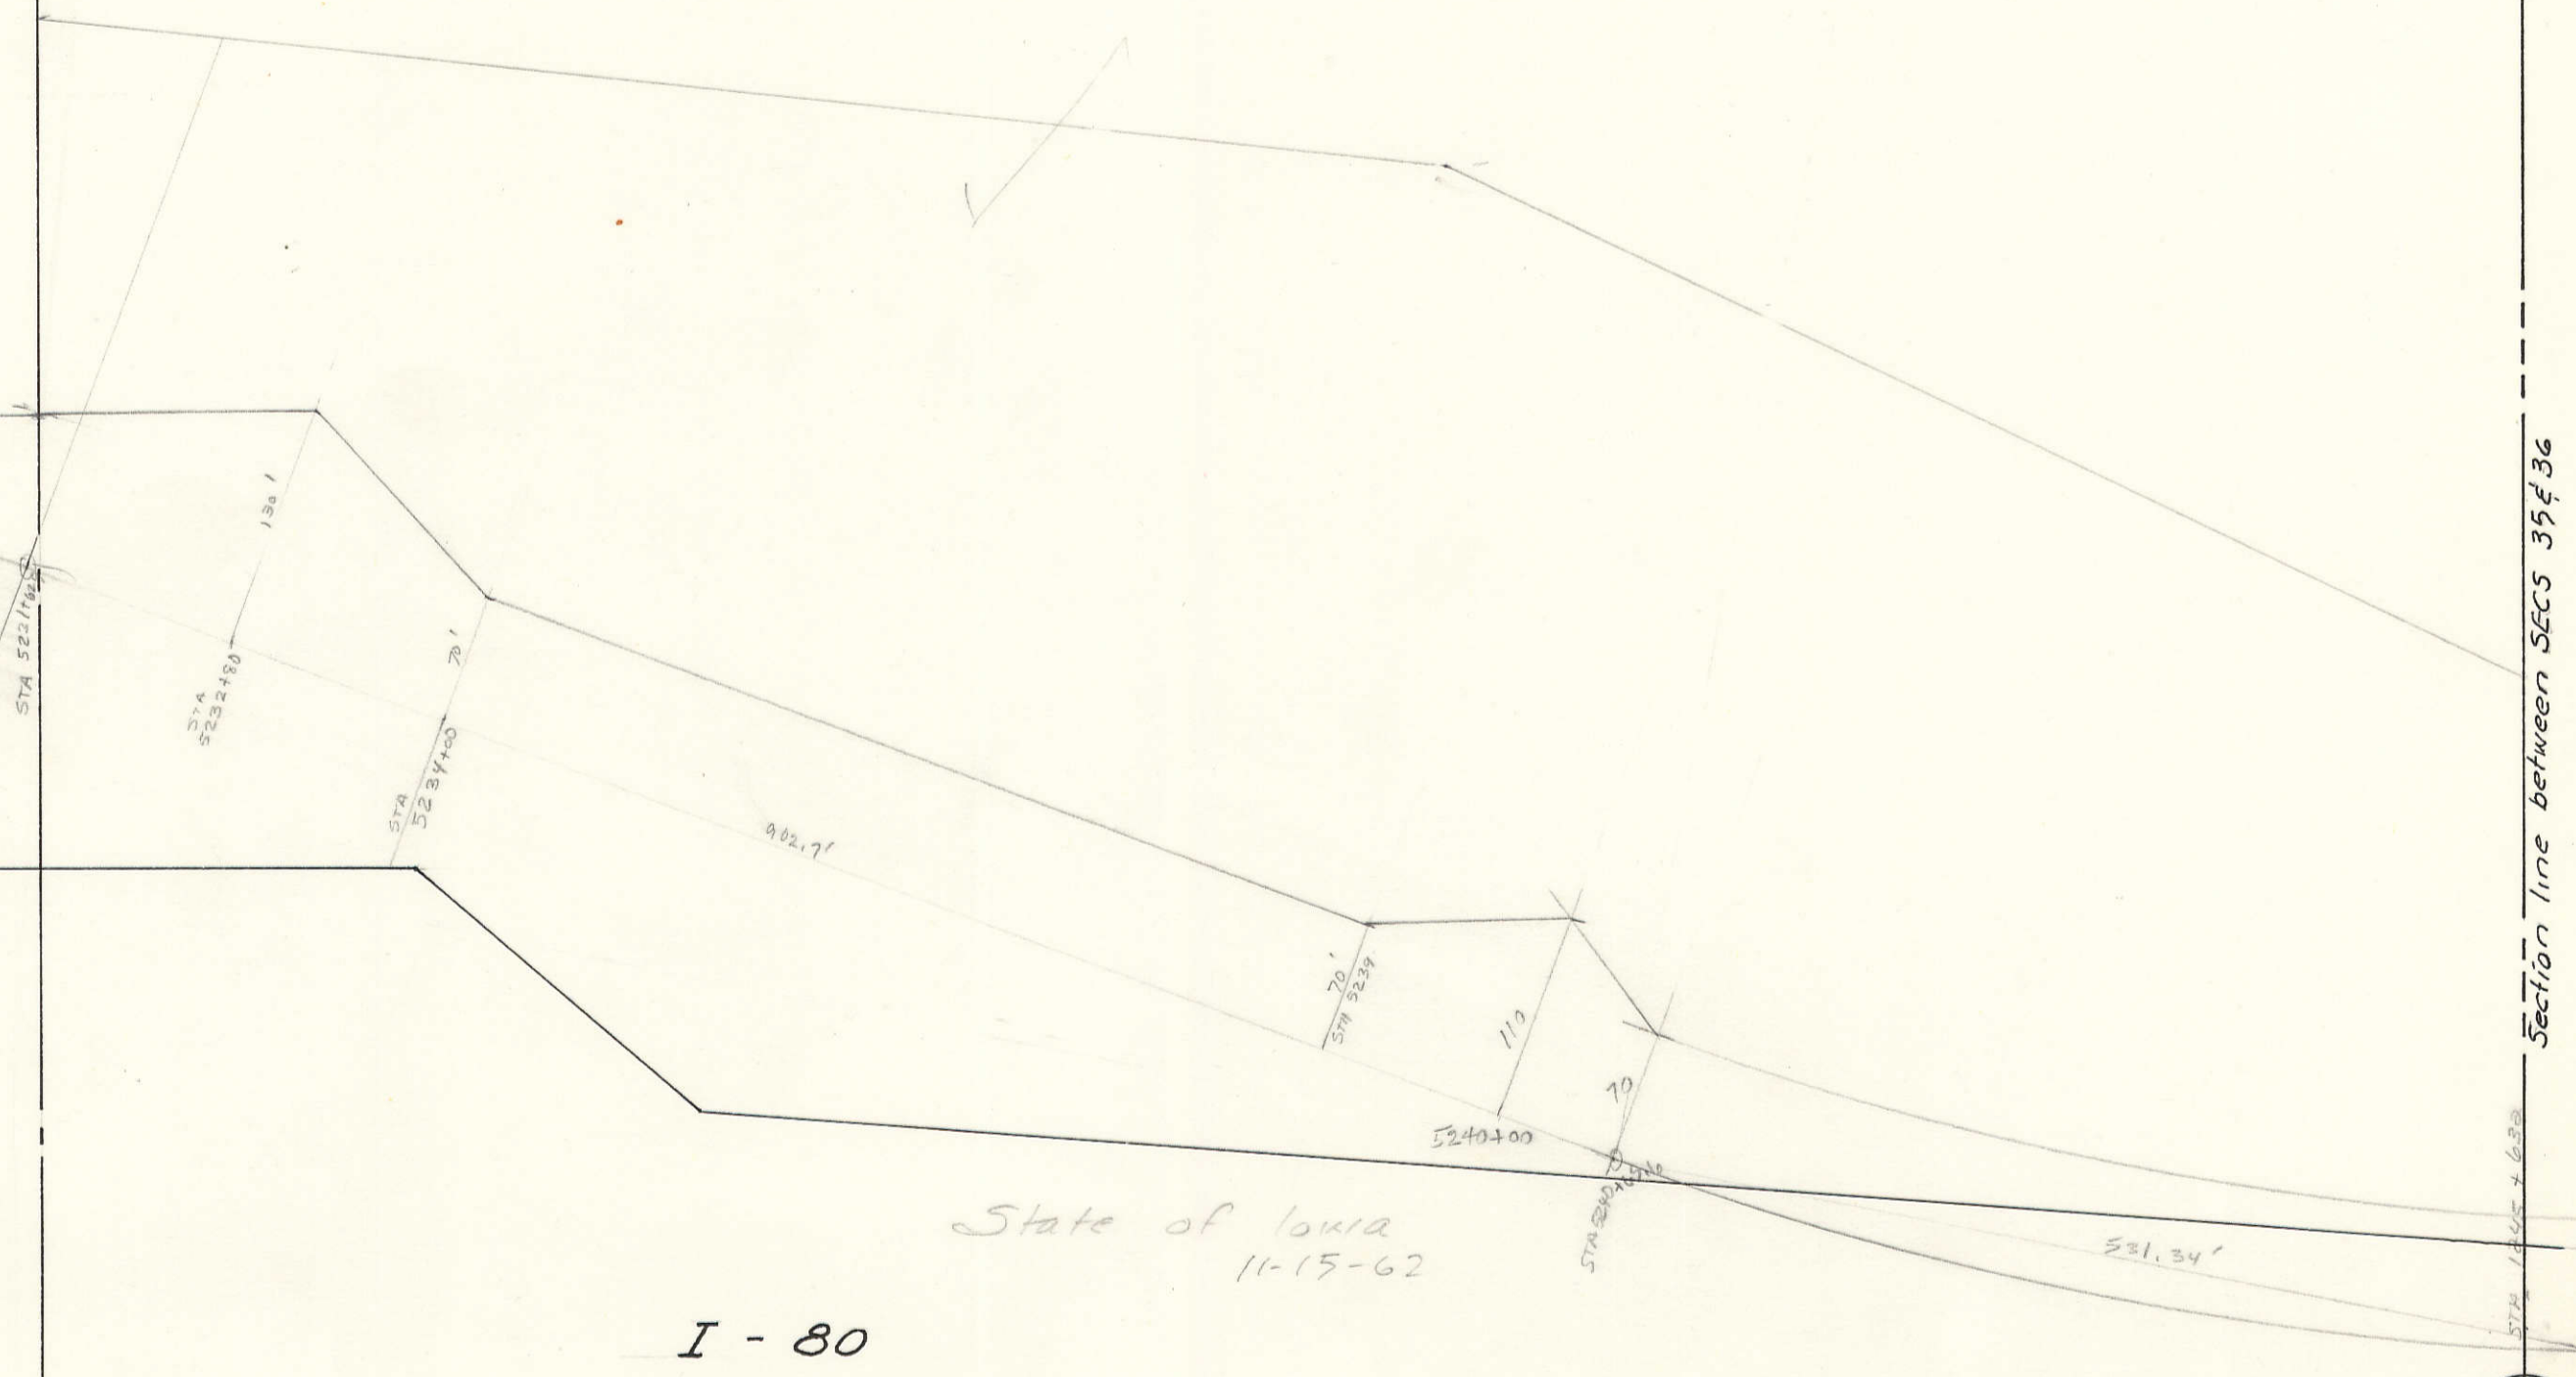 130'
STA
5232+80
70'
STA
5234+00
902.7'
70'
STA 5239
110
5240+00
70
State of Iowa
11-15-62
531.34'
I - 80
Section line between SECS 35 & 36